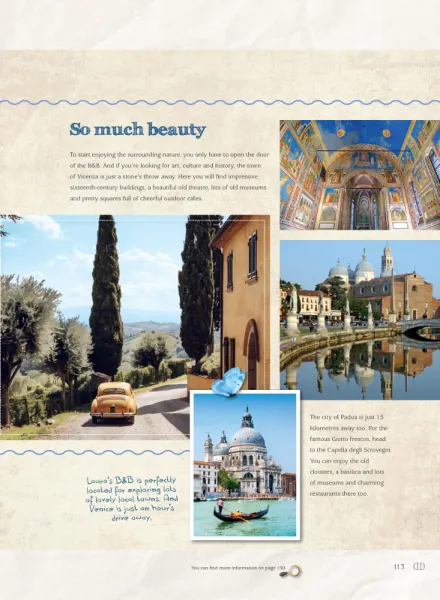 So much beauty
To start enjoying the surrounding nature, you only have to open the door
of the B&B. And if you're looking for art, culture and history, the town
of Vicenza is just a stone's throw away. Here you will find impressive
sixteenth-century buildings, a beautiful old theatre, lots of old museums
and pretty squares full of cheerful outdoor cafes.
The city of Padua is just 15
kilometres away too. For the
famous Giotto frescos, head
to the Capella degli Scrovegni.
You can enjoy the old
cloisters, a basilica and lots
of museums and charming
restaurants there too.
Laura's B&B is perfectly
located for exploring lots
of lovely local towns. And
Venice is just an hour's
drive away.
You can find more information on page 130.
113